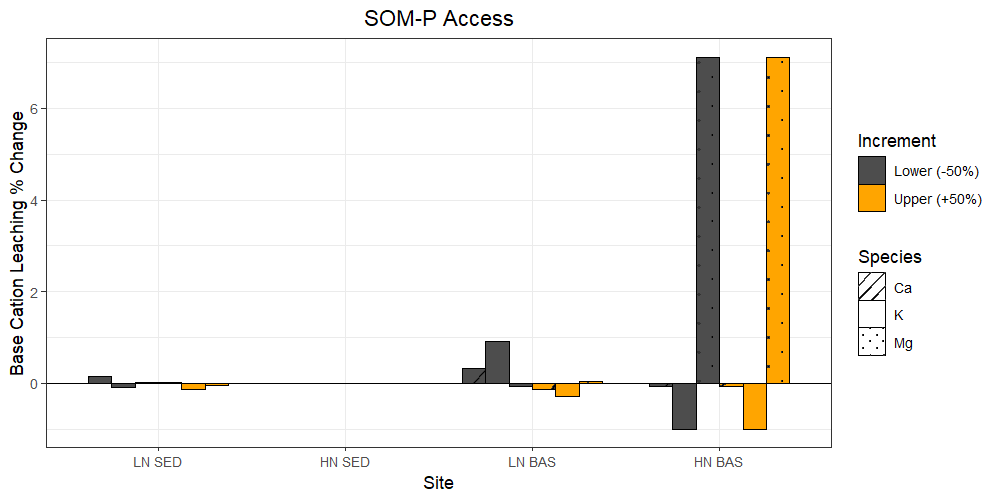 SOM-P Access
Base Cation Leaching % Change
6
4
2
0
LN SED
HN SED
LN BAS
HN BAS
Site
Increment
Lower (-50%)
Upper (+50%)
Species
Ca
K
Mg